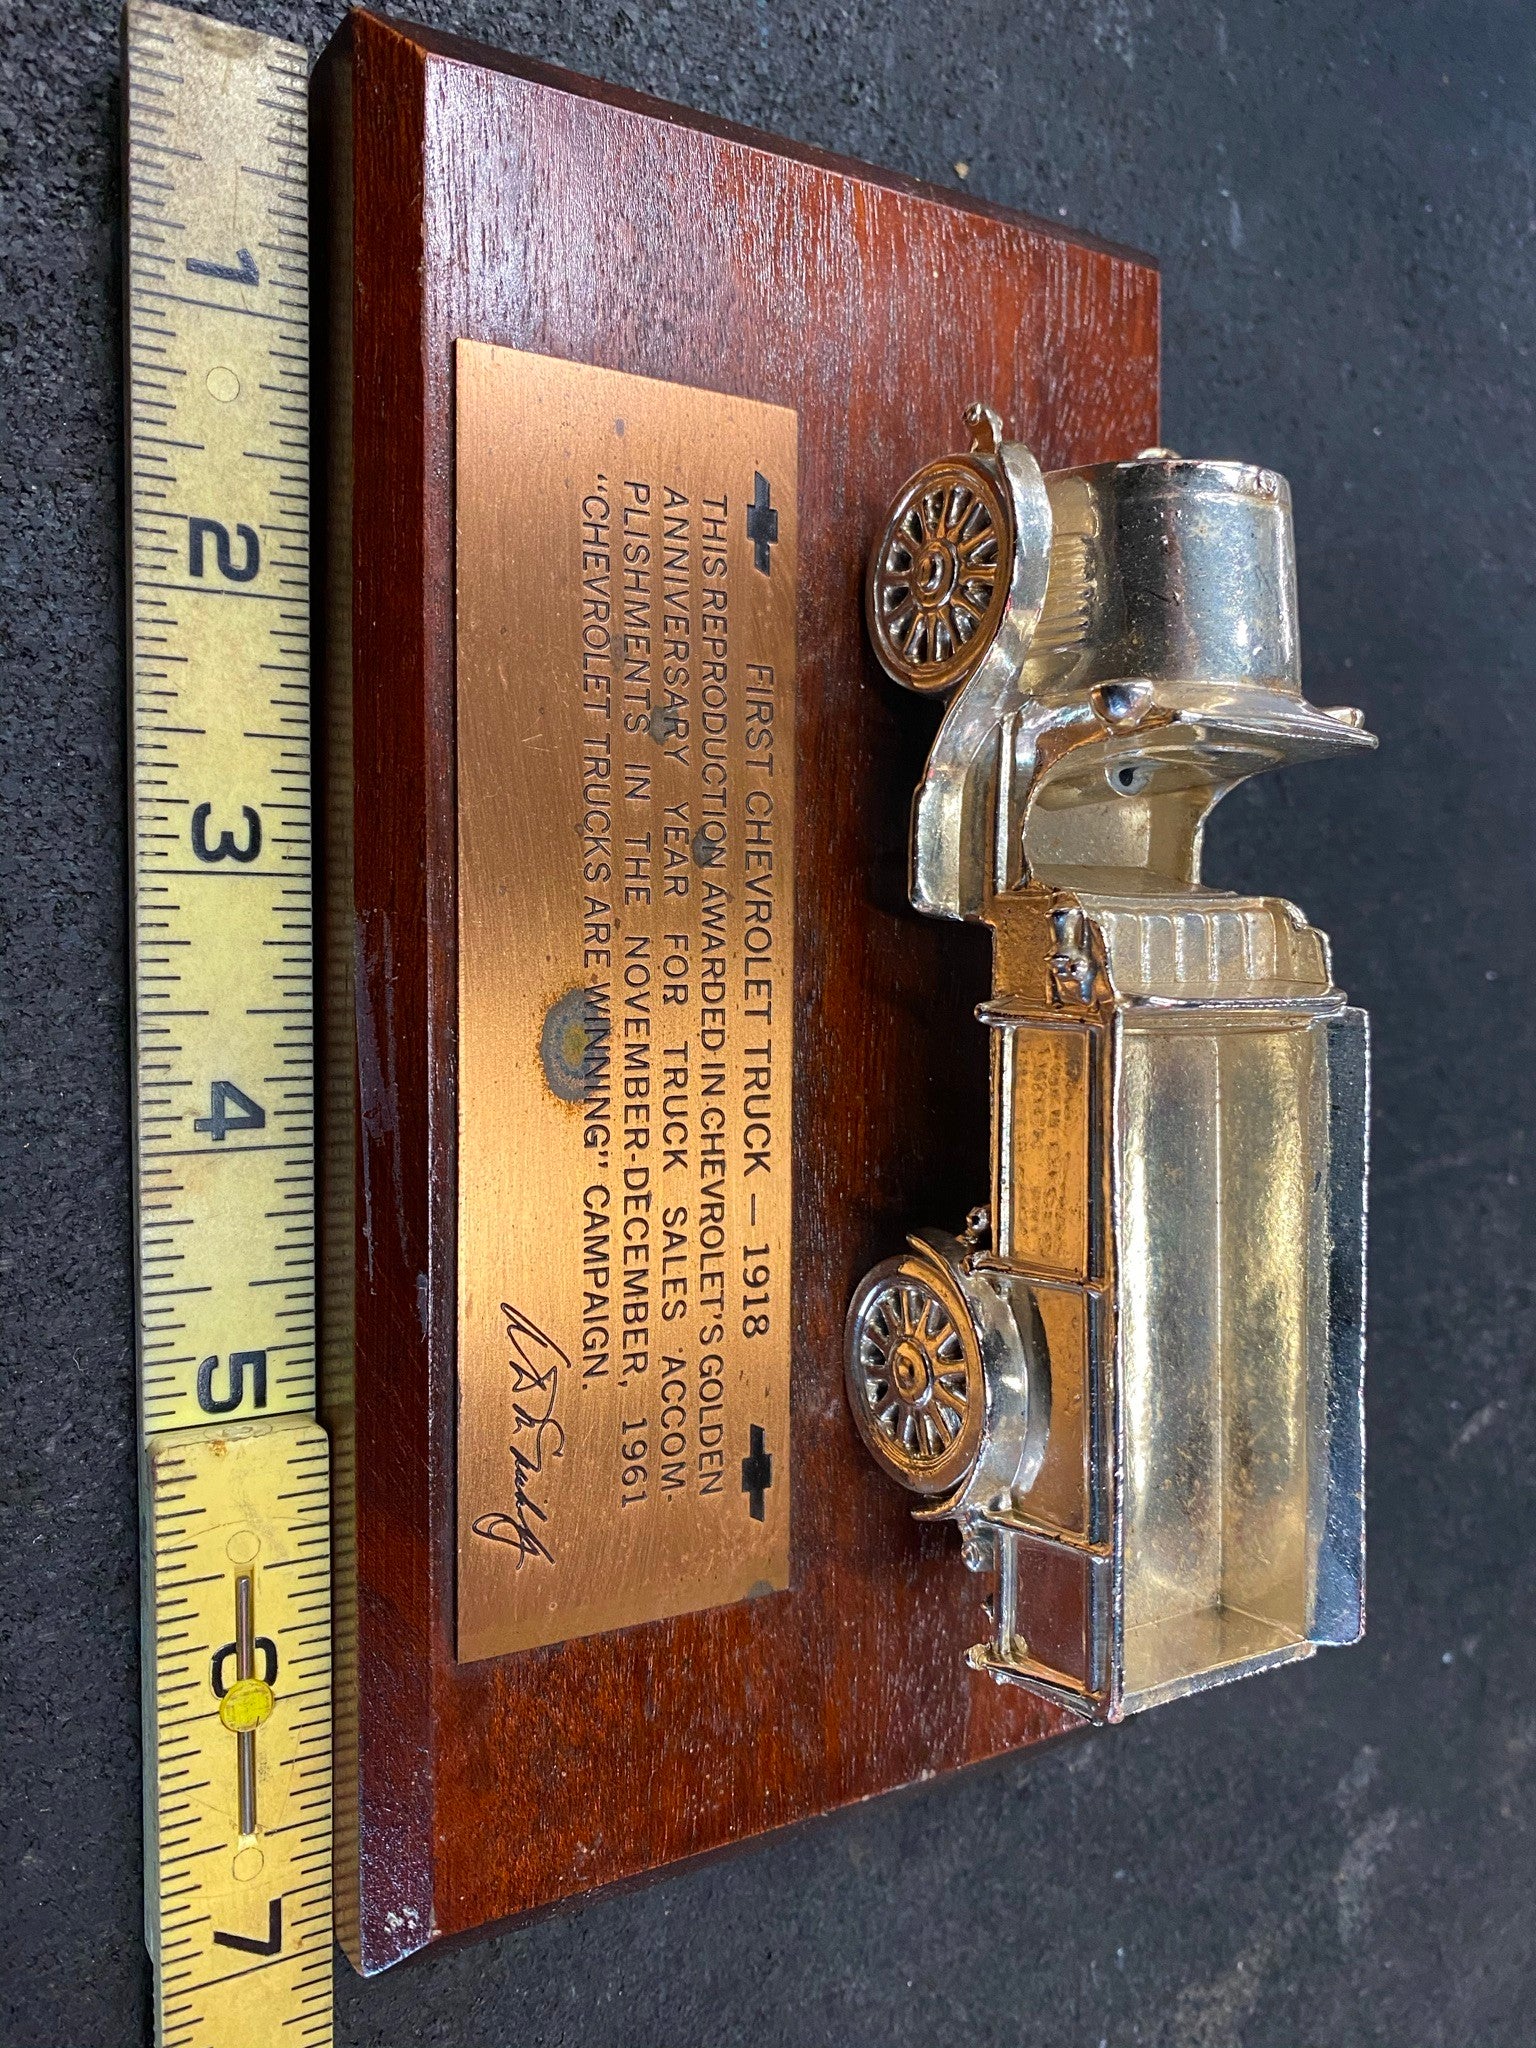 FIRST CHEVROLET TRUCK — 1918
THIS REPRODUCTION AWARDED IN CHEVROLET'S GOLDEN
ANNIVERSARY YEAR FOR TRUCK SALES ACCOM-
PLISHMENTS IN THE NOVEMBER-DECEMBER, 1961
"CHEVROLET TRUCKS ARE WINNING" CAMPAIGN.
1 2 3 4 5 6 7